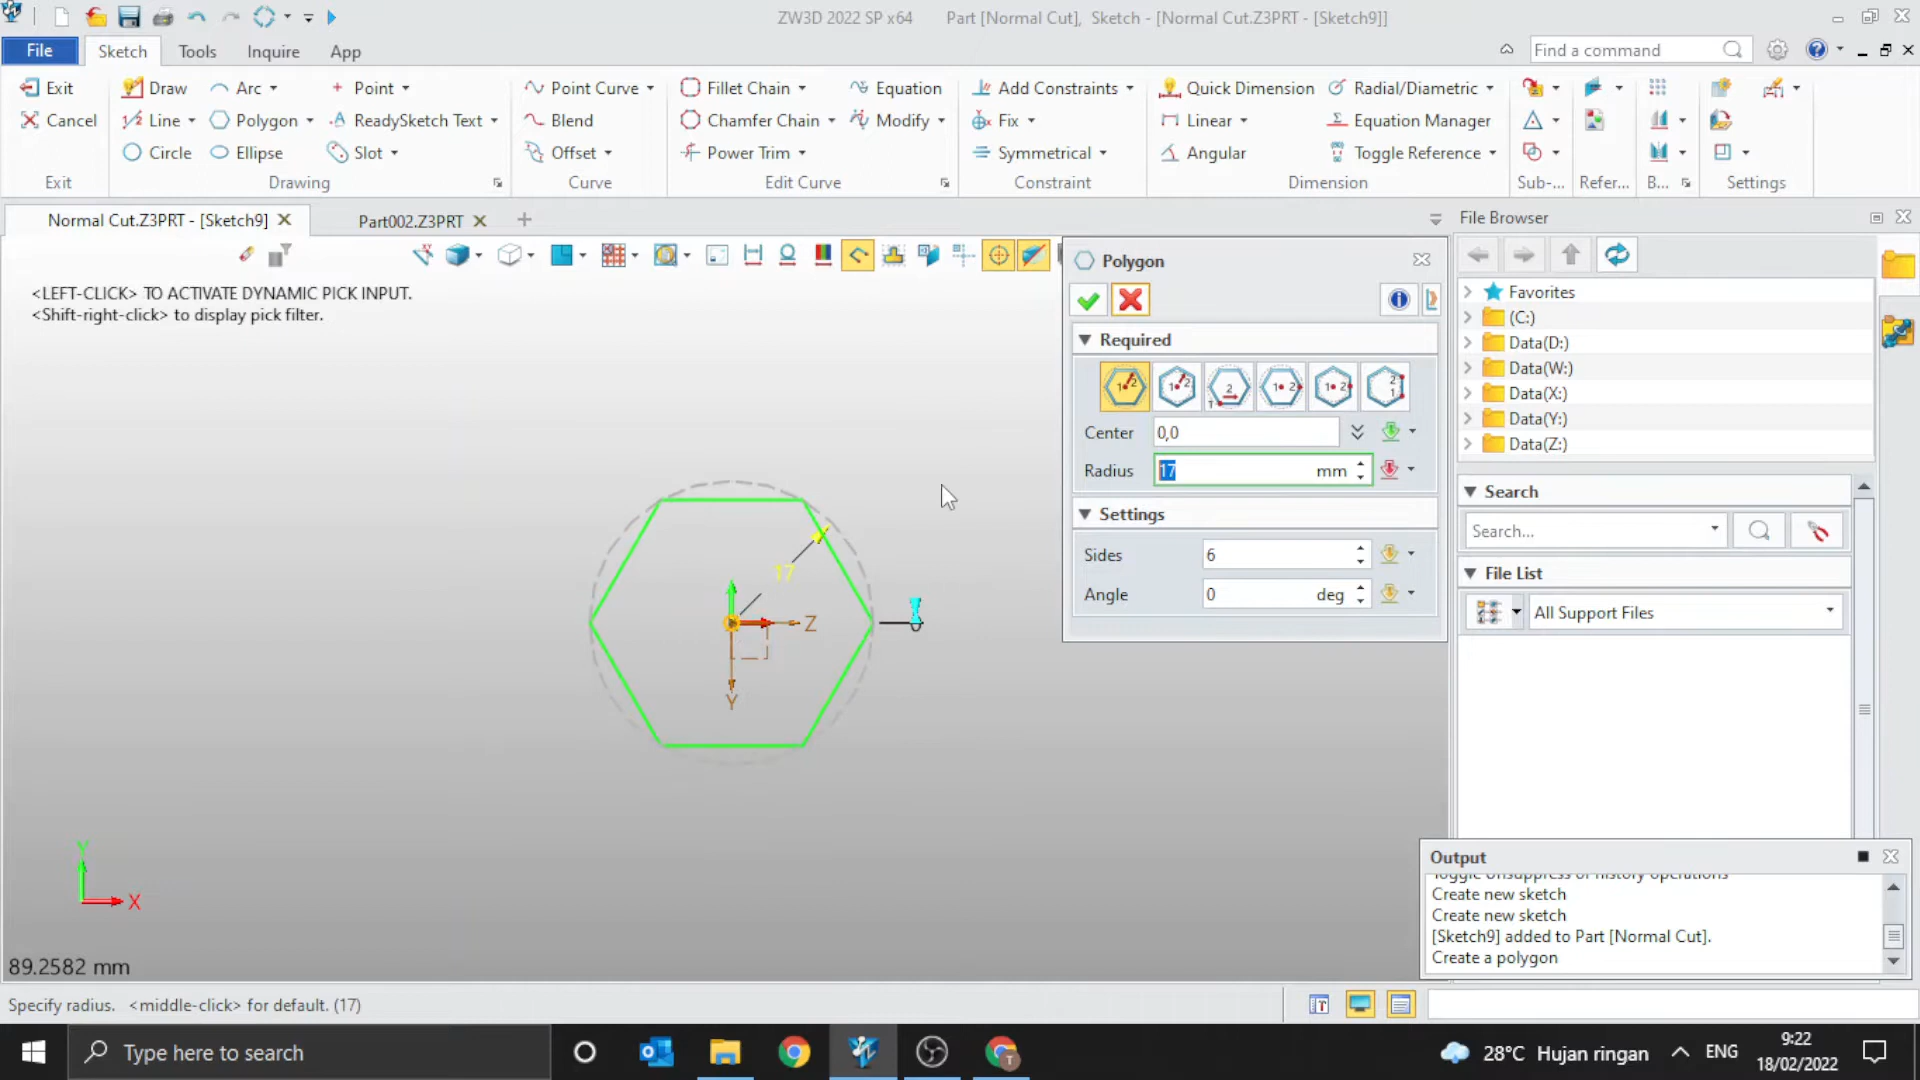 ZW3D 2022 SP x64 Part [Normal Cut], Sketch - [Normal Cut.Z3PRT - [Sketch9]]
File Sketch Tools Inquire App Find a command
Exit Draw Arc Point Point Curve Fillet Chain Equation Add Constraints Quick Dimension Radial/Diametric
Cancel Line Polygon ReadySketch Text Blend Chamfer Chain Modify Fix Linear Equation Manager
Circle Ellipse Slot Offset Power Trim Symmetrical Angular Toggle Reference
Exit Drawing Curve Edit Curve Constraint Dimension Sub-... Refer... B... Settings
Normal Cut.Z3PRT - [Sketch9] Part002.Z3PRT File Browser
<LEFT-CLICK> TO ACTIVATE DYNAMIC PICK INPUT.
<Shift-right-click> to display pick filter.
Polygon
Required
Center 0,0
Radius 17 mm
Settings
Sides 6
Angle 0 deg
Favorites
(C:)
Data(D:)
Data(W:)
Data(X:)
Data(Y:)
Data(Z:)
Search
Search...
File List
All Support Files
17
Z
Y
Y
X
89.2582 mm
Output
Toggle Unsuppress of history operations
Create new sketch
Create new sketch
[Sketch9] added to Part [Normal Cut].
Create a polygon
Specify radius. <middle-click> for default. (17)
Type here to search
28°C Hujan ringan ENG 9:22
18/02/2022